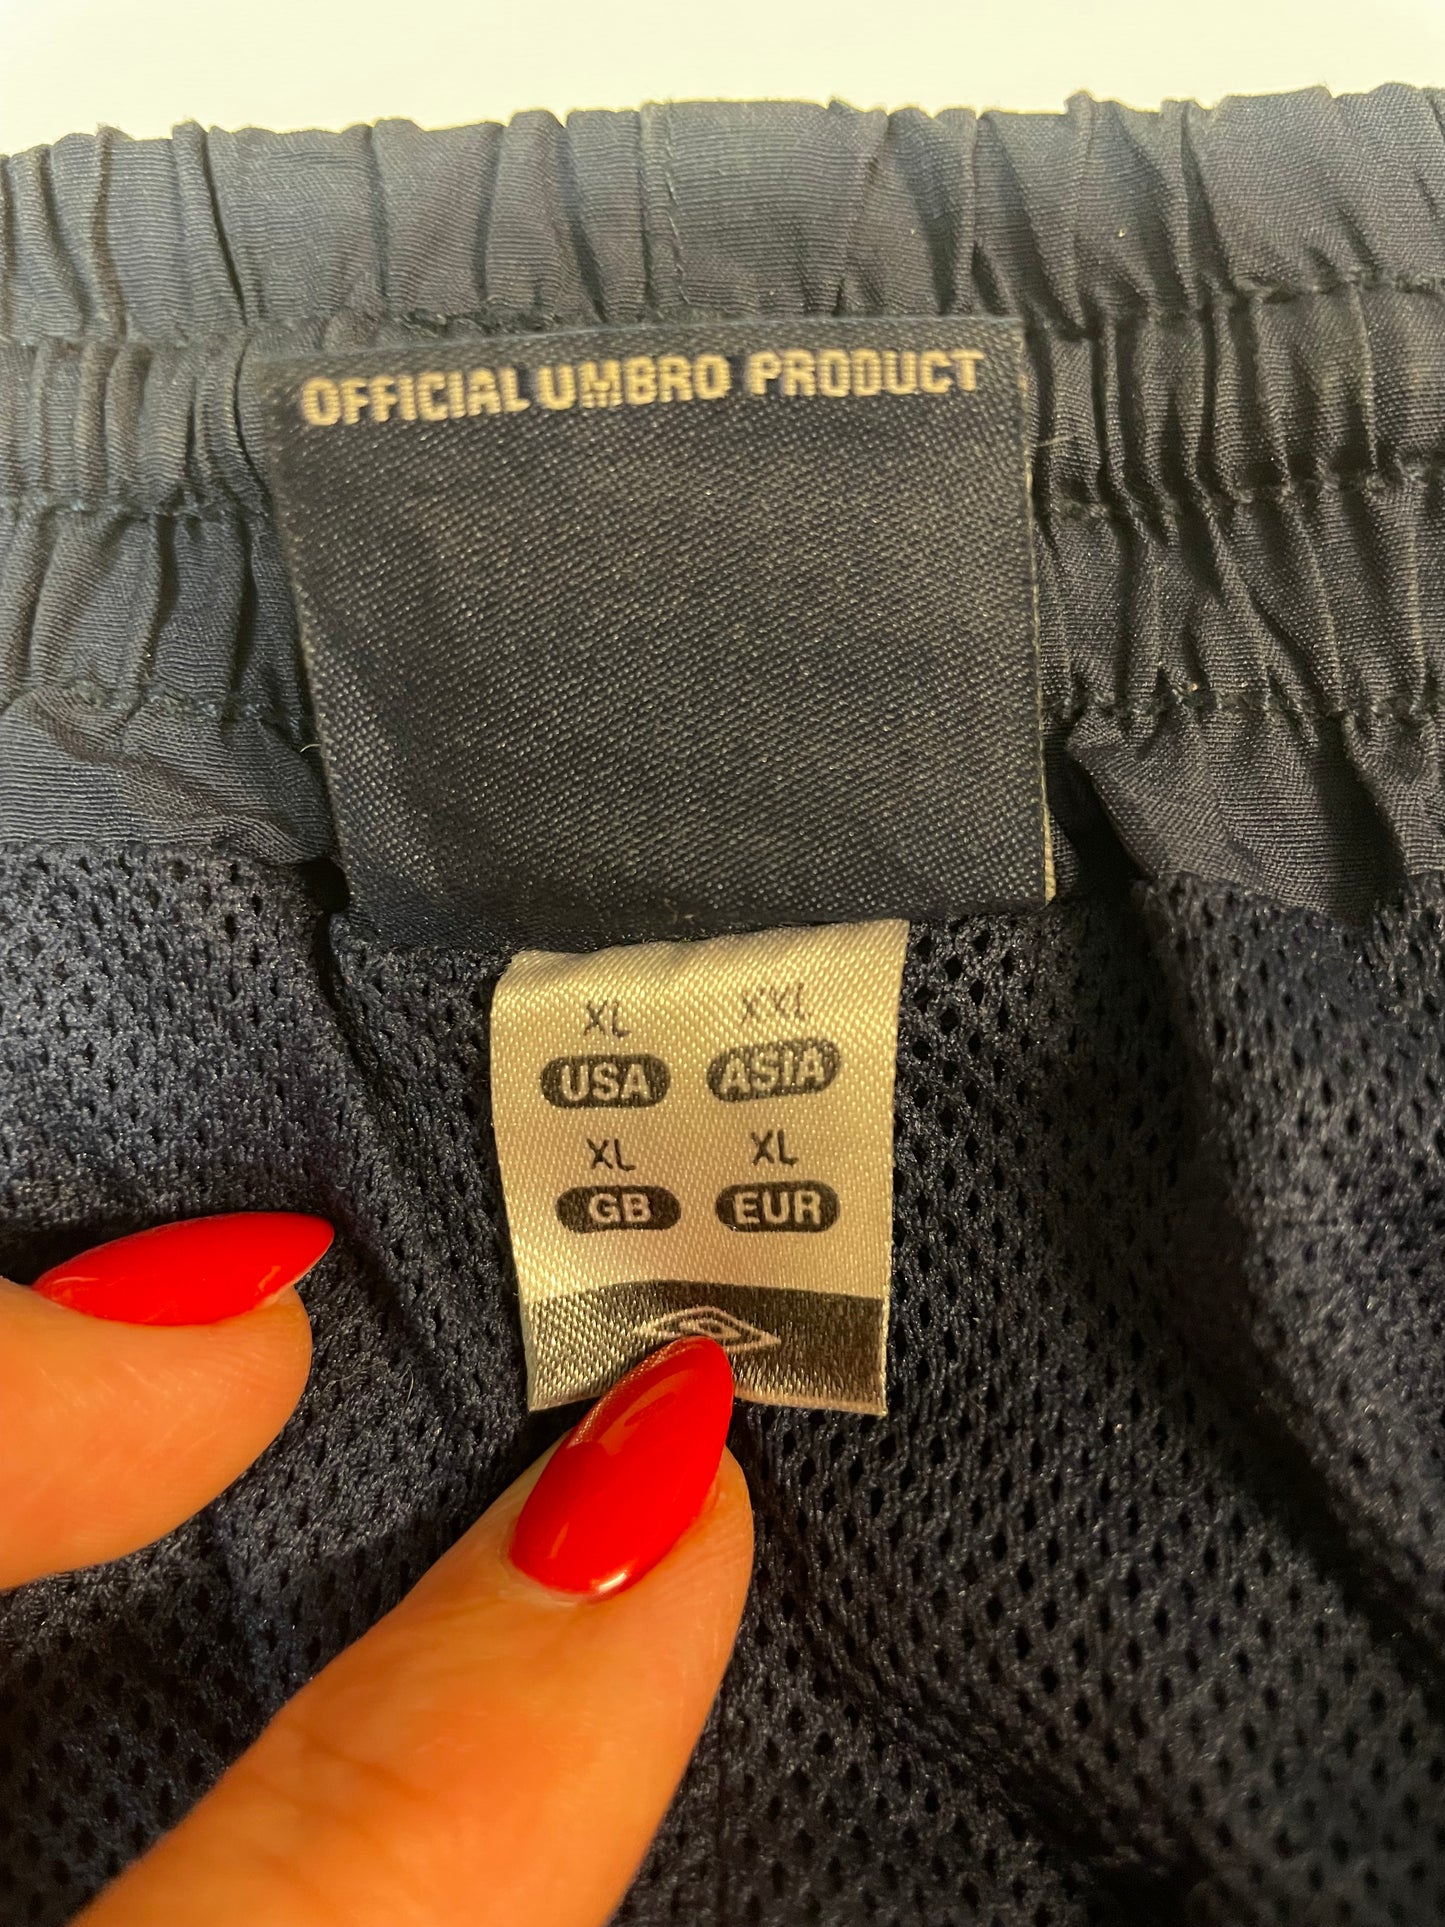 OFFICIAL UMBRO PRODUCT
XL XXL
USA ASIA
XL XL
GB EUR